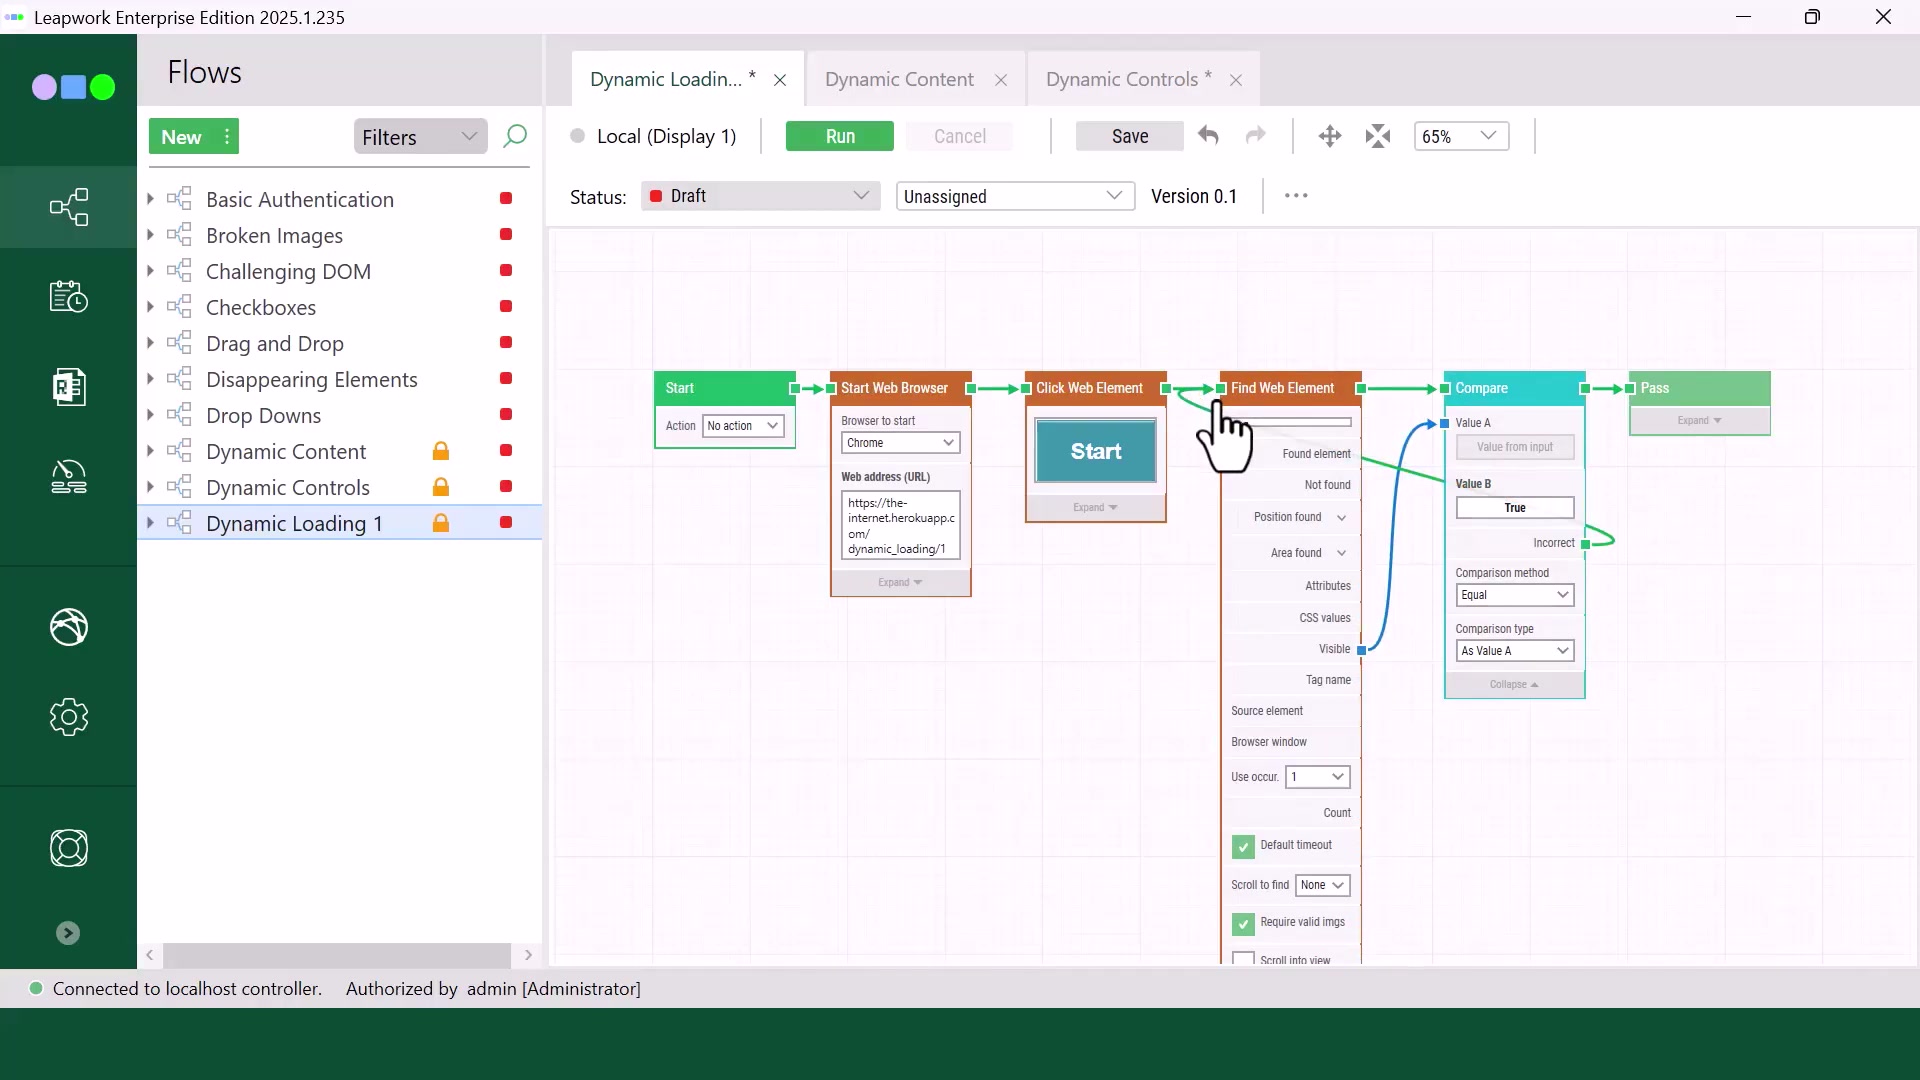 Leapwork Enterprise Edition 2025.1.235
Flows
Dynamic Loadin... *
Dynamic Content
Dynamic Controls *
New
Filters
Local (Display 1)
Run
Cancel
Save
65%
Status:
Draft
Unassigned
Version 0.1
Basic Authentication
Broken Images
Challenging DOM
Checkboxes
Drag and Drop
Disappearing Elements
Drop Downs
Dynamic Content
Dynamic Controls
Dynamic Loading 1
Start
Action
No action
Start Web Browser
Browser to start
Chrome
Web address (URL)
https://the-
internet.herokuapp.c
om/
dynamic_loading/1
Expand
Click Web Element
Start
Expand
Find Web Element
Found element
Not found
Position found
Area found
Attributes
CSS values
Visible
Tag name
Source element
Browser window
Use occur. 1
Count
Default timeout
Scroll to find None
Require valid imgs
Scroll into view
Compare
Value A
Value from input
Value B
True
Incorrect
Comparison method
Equal
Comparison type
As Value A
Collapse
Pass
Expand
Connected to localhost controller. Authorized by admin [Administrator]